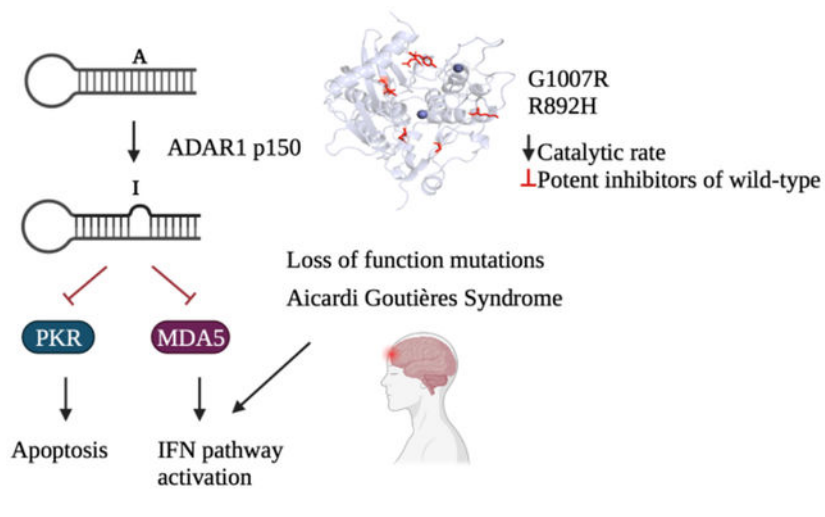 A
ADAR1 p150
I
PKR
MDA5
Apoptosis
IFN pathway
activation
G1007R
R892H
Catalytic rate
Potent inhibitors of wild-type
Loss of function mutations
Aicardi Goutières Syndrome